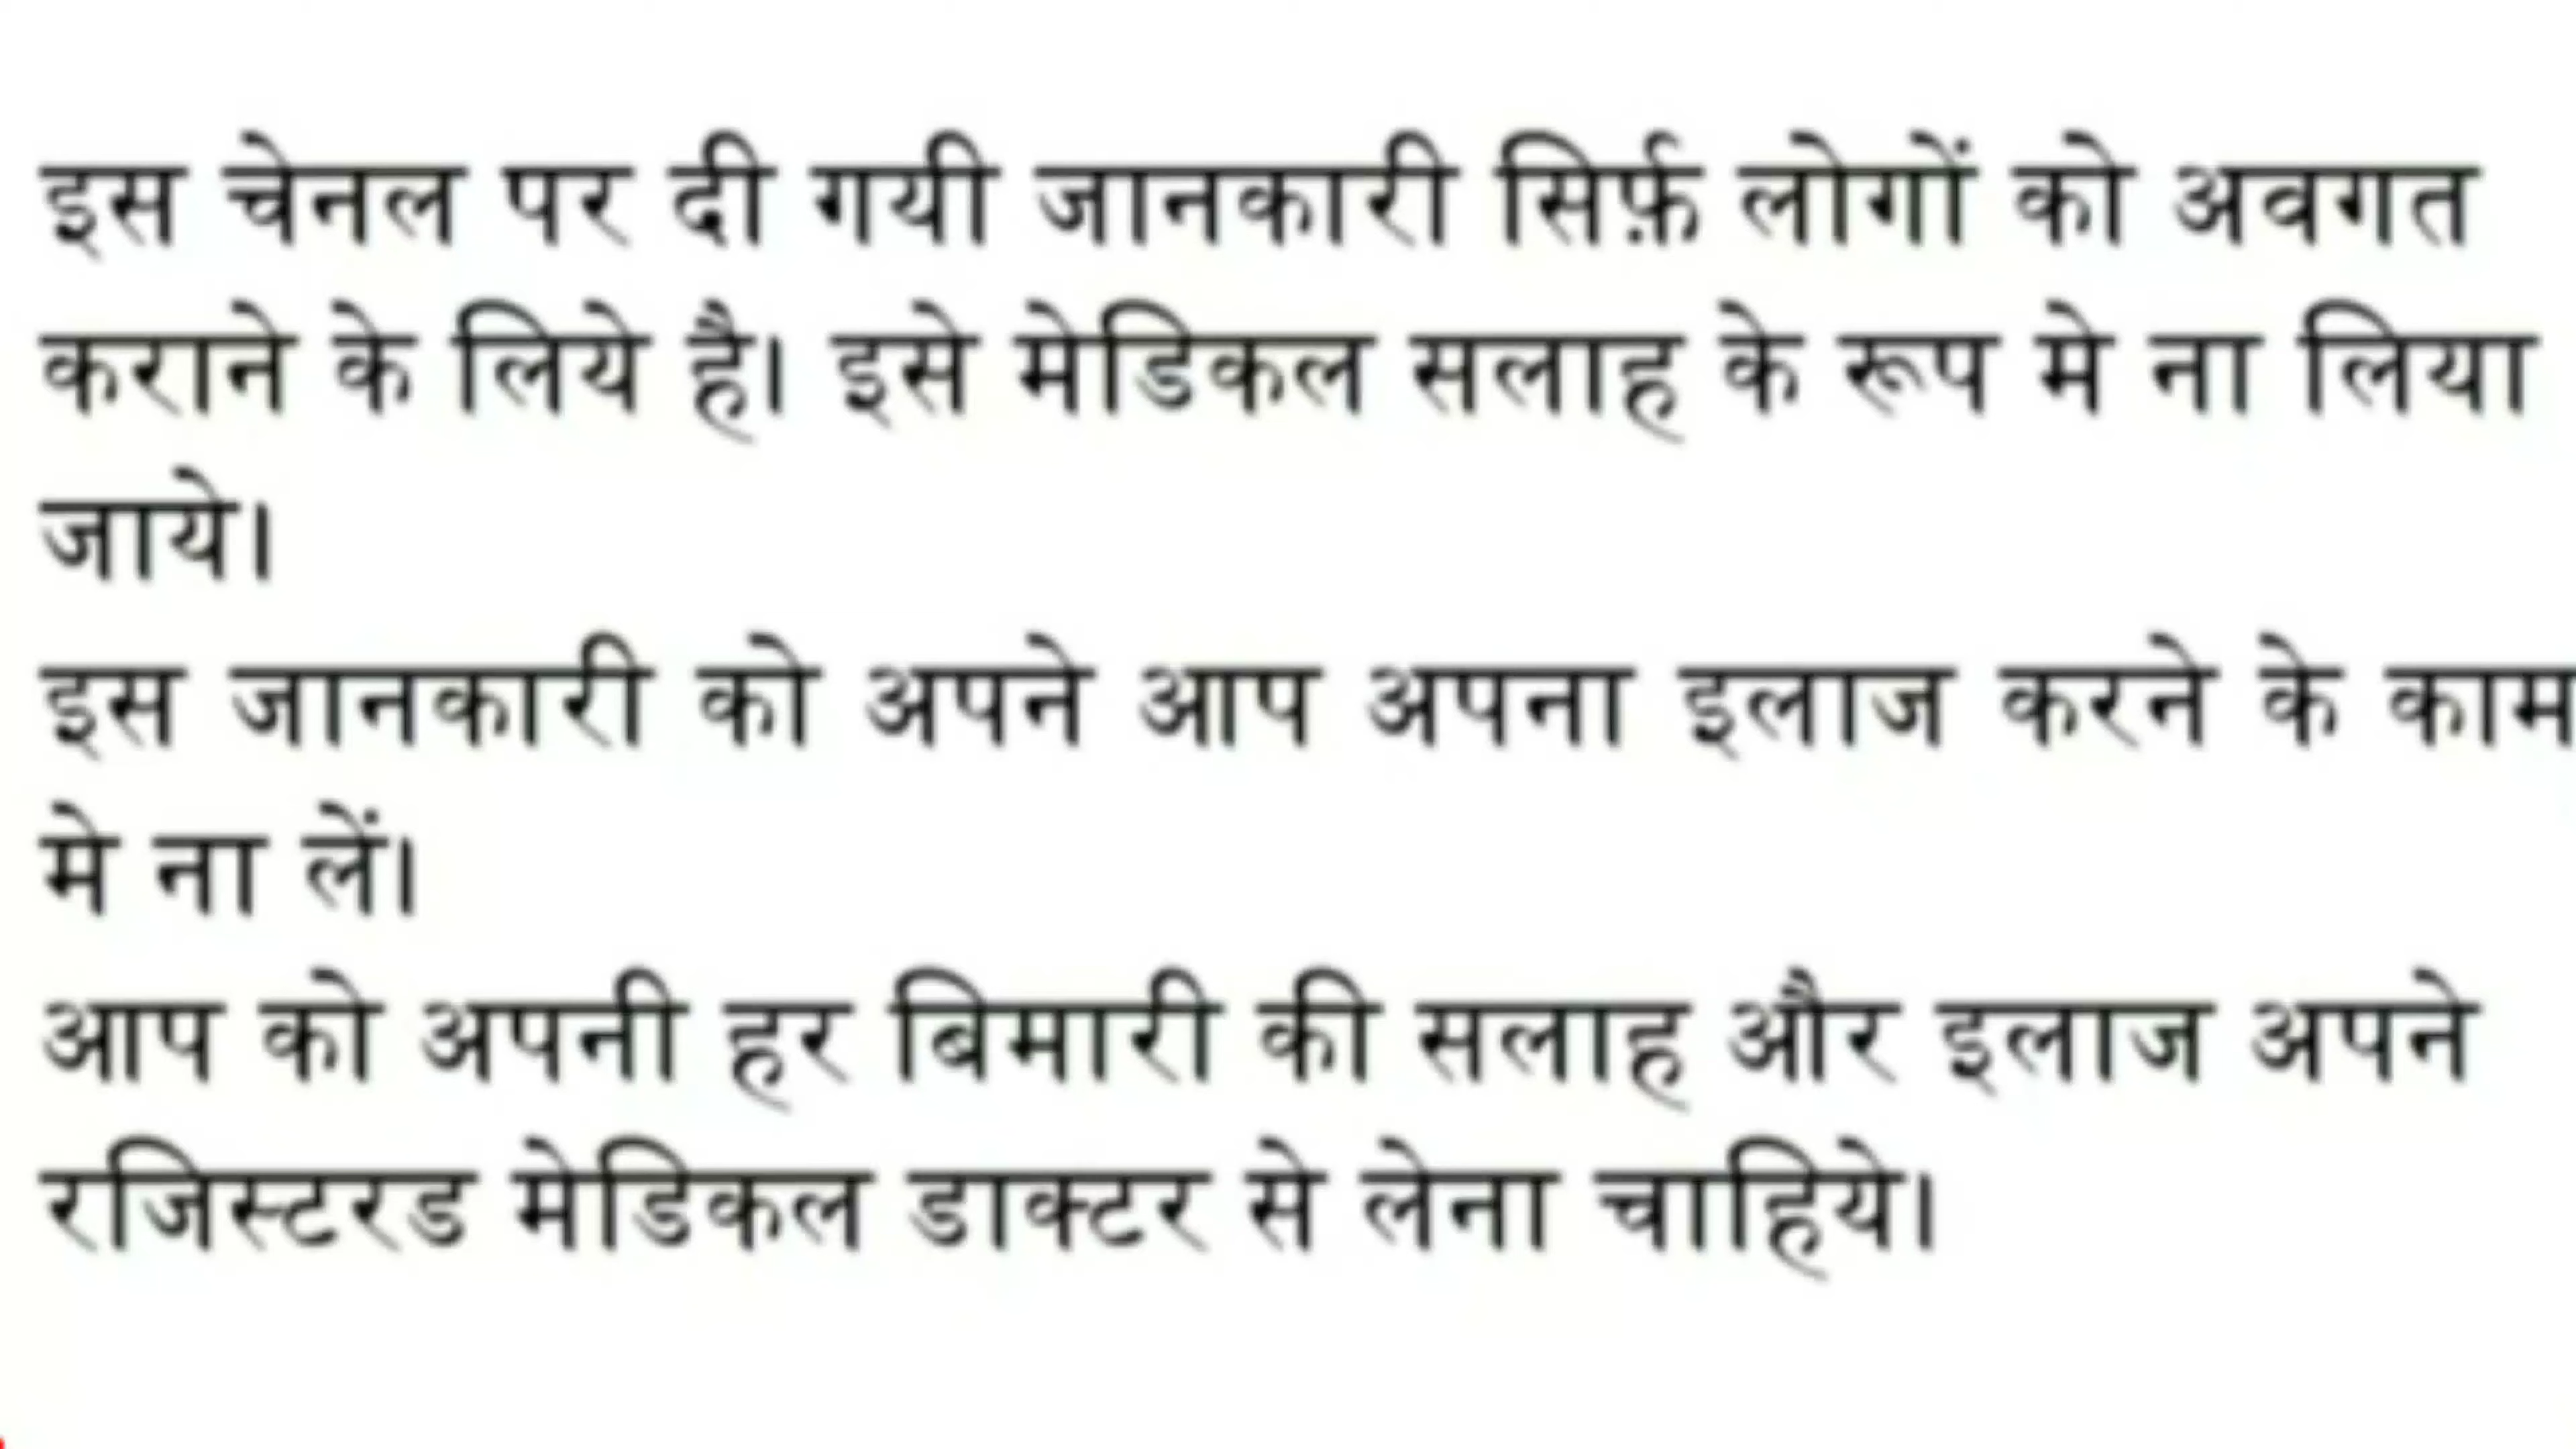 इस चेनल पर दी गयी जानकारी सिर्फ़ लोगों को अवगत
कराने के लिये है। इसे मेडिकल सलाह के रूप मे ना लिया
जाये।
इस जानकारी को अपने आप अपना इलाज करने के काम
मे ना लें।
आप को अपनी हर बिमारी की सलाह और इलाज अपने
रजिस्टरड मेडिकल डाक्टर से लेना चाहिये।